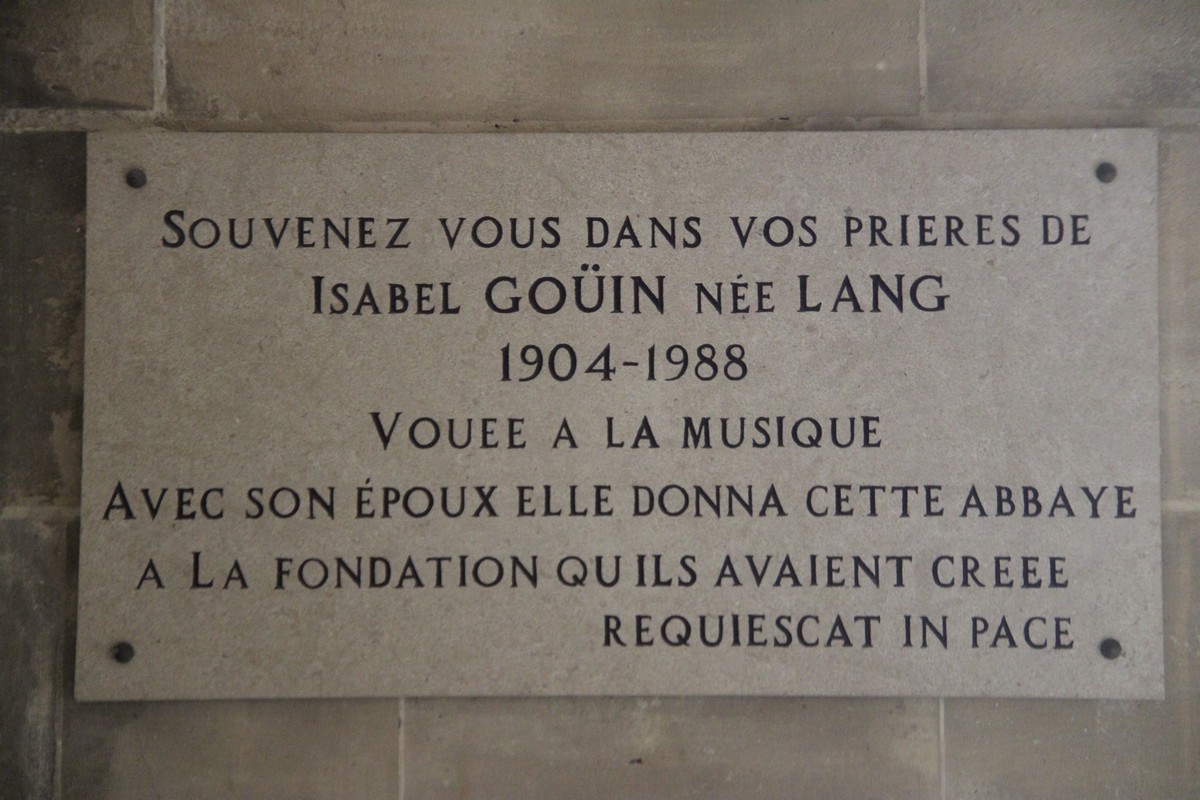 SOUVENEZ VOUS DANS VOS PRIERES DE
ISABEL GOÜIN NÉE LANG
1904-1988
VOUEE A LA MUSIQUE
AVEC SON ÉPOUX ELLE DONNA CETTE ABBAYE
A LA FONDATION QU ILS AVAIENT CREEE
REQUIESCAT IN PACE